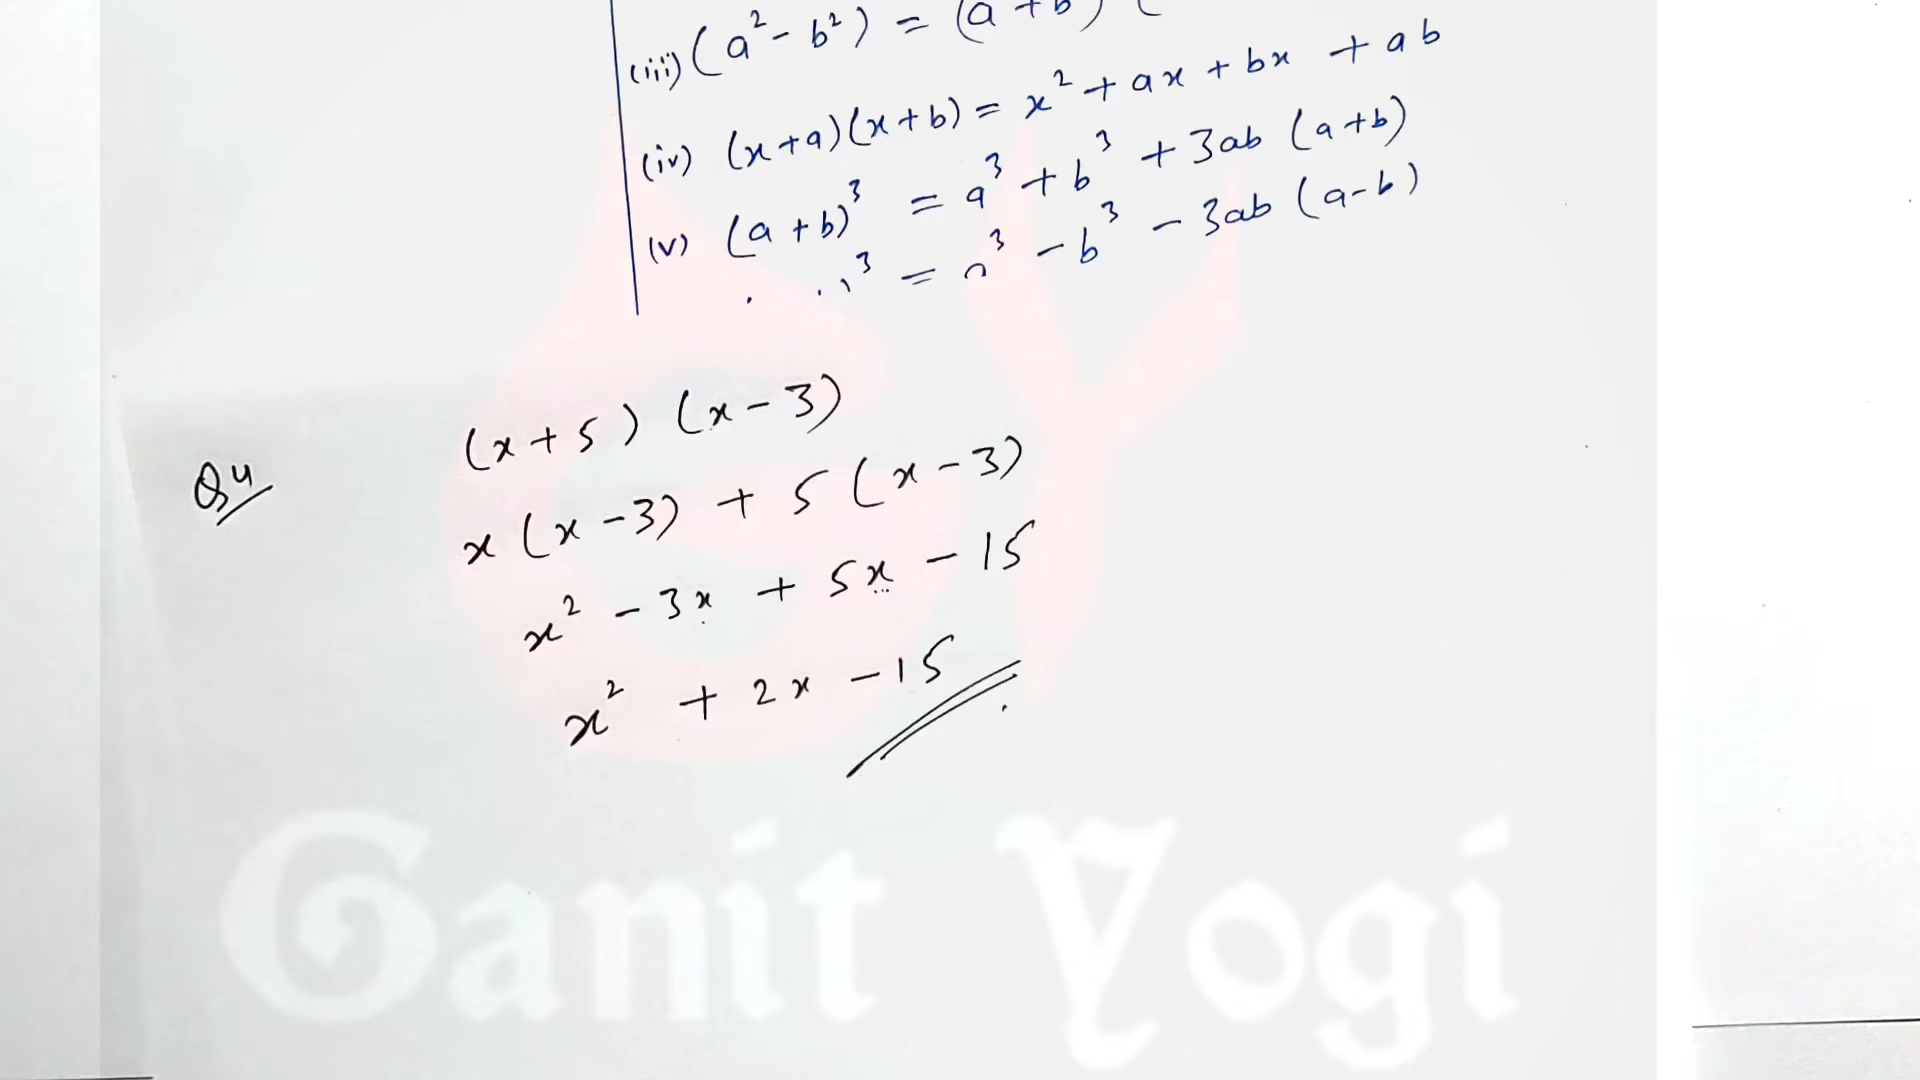 (iii) (a² - b²) = (a + b) (
(iv) (x+a)(x+b) = x² + ax + bx + ab
(v) (a + b)³ = a³ + b³ + 3ab (a+b)
³ = a³ - b³ - 3ab (a-b)
Q4 (x+5) (x-3)
x (x-3) + 5 (x-3)
x² - 3x + 5x - 15
x² + 2x - 15
Ganit Yogi